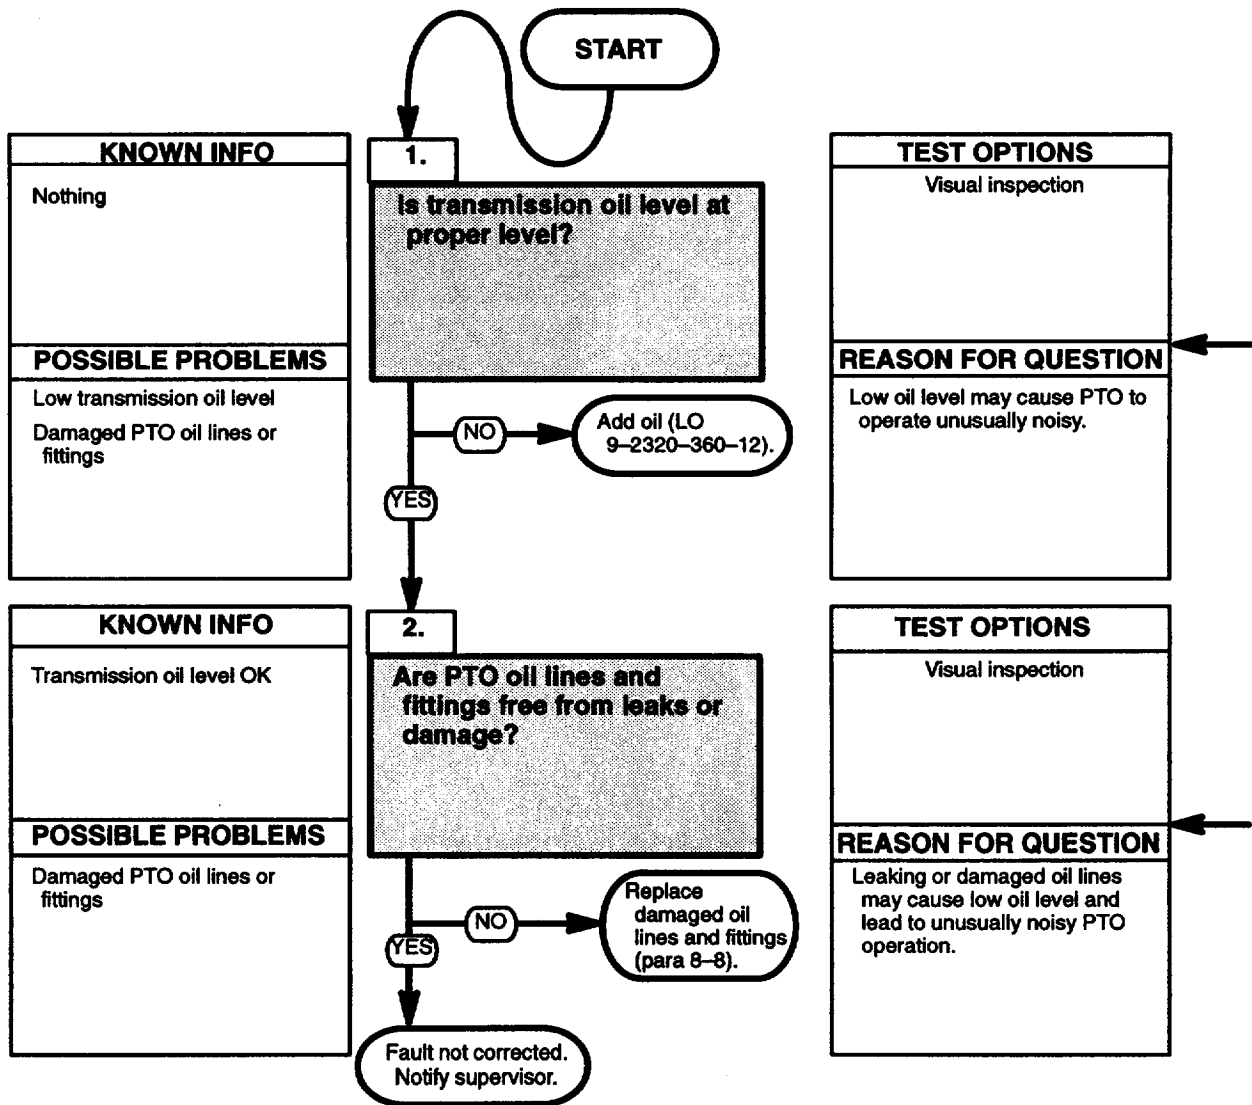 START
KNOWN INFO
Nothing
POSSIBLE PROBLEMS
Low transmission oil level
Damaged PTO oil lines or
fittings
1.
Is transmission oil level at
proper level?
NO
Add oil (LO
9–2320–360–12).
YES
TEST OPTIONS
Visual inspection
REASON FOR QUESTION
Low oil level may cause PTO to
operate unusually noisy.
KNOWN INFO
Transmission oil level OK
POSSIBLE PROBLEMS
Damaged PTO oil lines or
fittings
2.
Are PTO oil lines and
fittings free from leaks or
damage?
NO
Replace
damaged oil
lines and fittings
(para 8–8).
YES
Fault not corrected.
Notify supervisor.
TEST OPTIONS
Visual inspection
REASON FOR QUESTION
Leaking or damaged oil lines
may cause low oil level and
lead to unusually noisy PTO
operation.